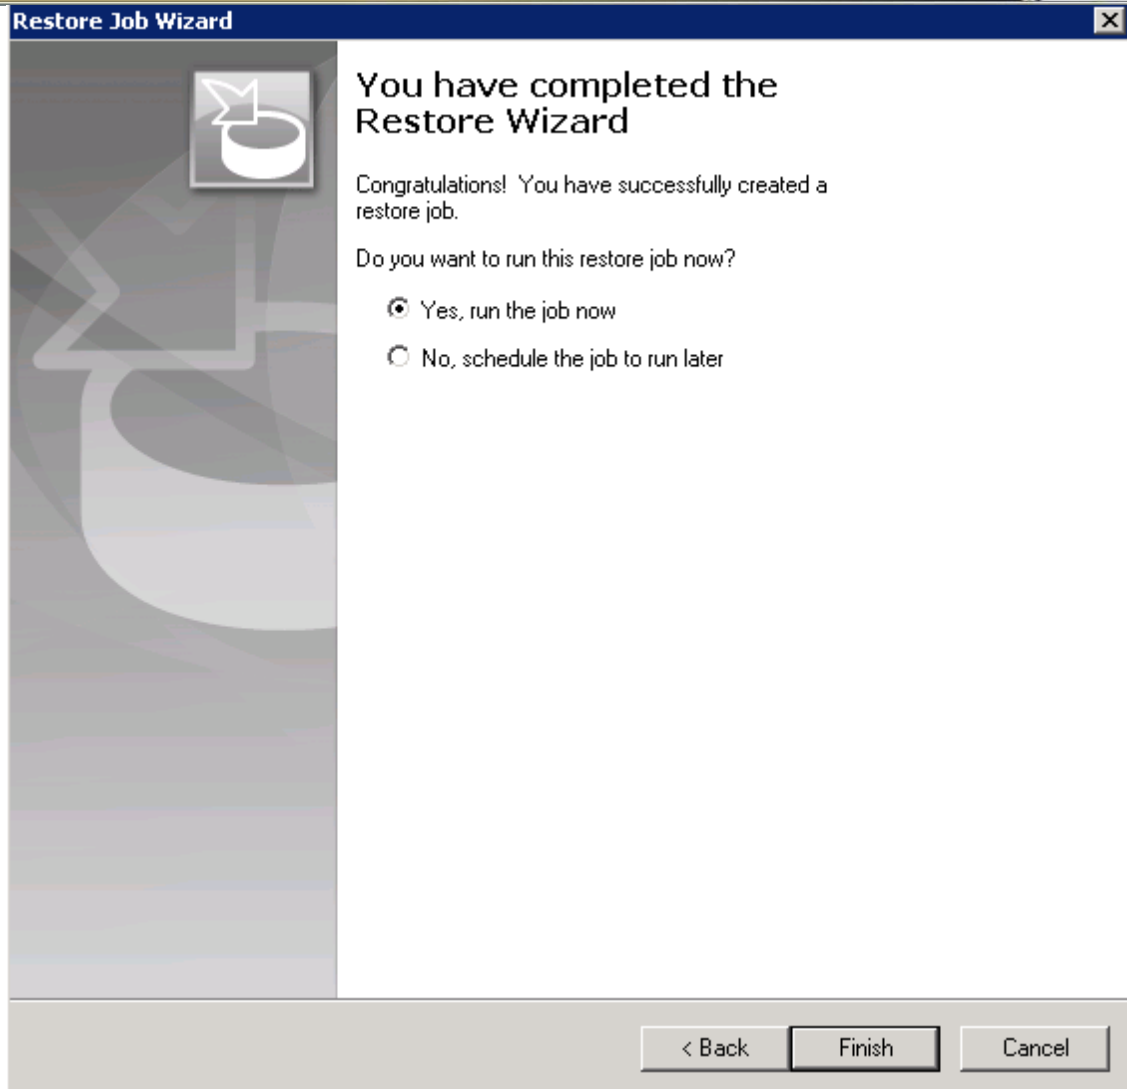 Restore Job Wizard
You have completed the
Restore Wizard
Congratulations!  You have successfully created a
restore job.
Do you want to run this restore job now?
Yes, run the job now
No, schedule the job to run later
< Back
Finish
Cancel